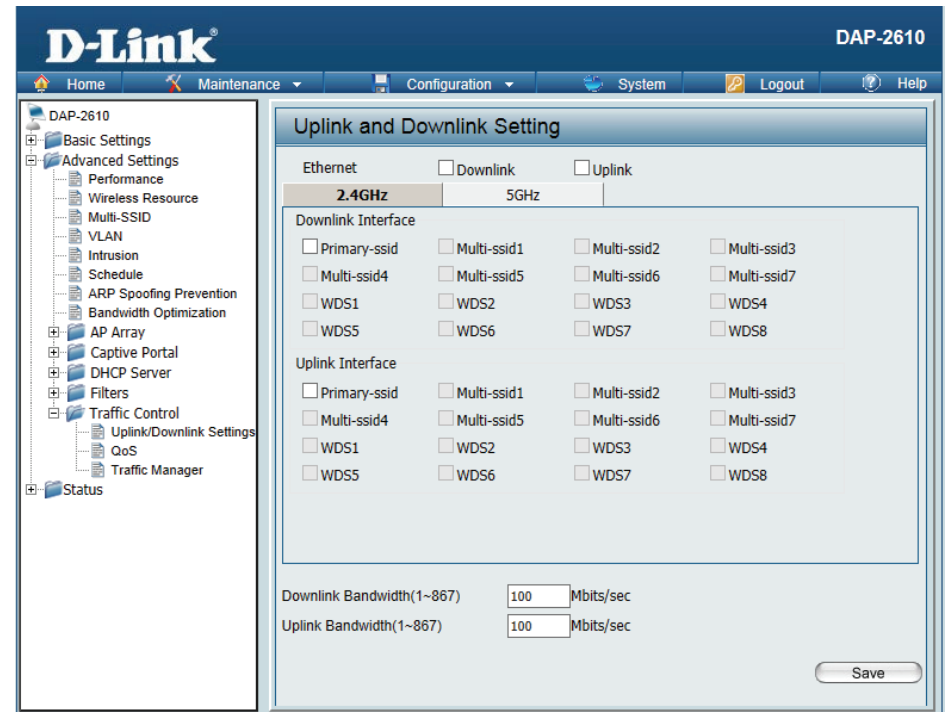 D-Link®
DAP-2610
Home Maintenance Configuration System Logout Help
DAP-2610
Basic Settings
Advanced Settings
Performance
Wireless Resource
Multi-SSID
VLAN
Intrusion
Schedule
ARP Spoofing Prevention
Bandwidth Optimization
AP Array
Captive Portal
DHCP Server
Filters
Traffic Control
Uplink/Downlink Settings
QoS
Traffic Manager
Status
Uplink and Downlink Setting
Ethernet Downlink Uplink
2.4GHz 5GHz
Downlink Interface
Primary-ssid Multi-ssid1 Multi-ssid2 Multi-ssid3
Multi-ssid4 Multi-ssid5 Multi-ssid6 Multi-ssid7
WDS1 WDS2 WDS3 WDS4
WDS5 WDS6 WDS7 WDS8
Uplink Interface
Primary-ssid Multi-ssid1 Multi-ssid2 Multi-ssid3
Multi-ssid4 Multi-ssid5 Multi-ssid6 Multi-ssid7
WDS1 WDS2 WDS3 WDS4
WDS5 WDS6 WDS7 WDS8
Downlink Bandwidth(1~867) 100 Mbits/sec
Uplink Bandwidth(1~867) 100 Mbits/sec
Save